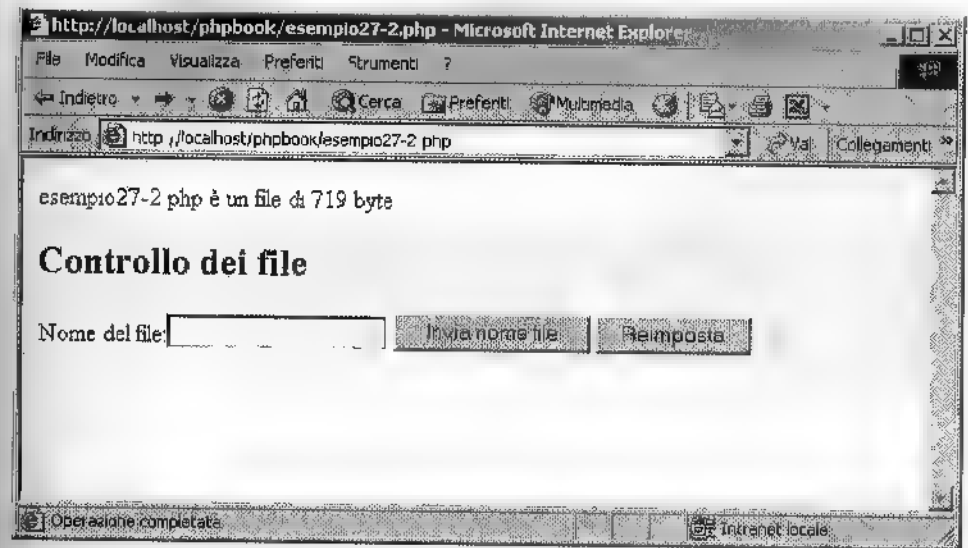 http://localhost/phpbook/esempio27-2.php - Microsoft Internet Explorer
File Modifica Visualizza Preferiti Strumenti ?
Indietro Cerca Preferiti Multimedia
Indirizzo http://localhost/phpbook/esempio27-2 php Vai Collegamenti »
esempio27-2 php è un file di 719 byte
Controllo dei file
Nome del file: Invia nome file Reimposta
Operazione completata Intranet locale